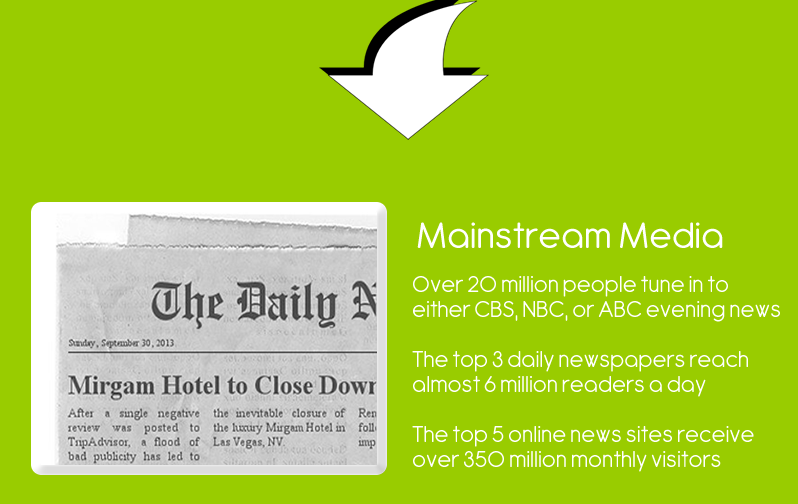 The Daily
Sunday, September 30, 2013
Mirgam Hotel to Close Down
After a single negative
review was posted to
TripAdvisor, a flood of
bad publicity has led to
the inevitable closure of
the luxury Mirgam Hotel in
Las Vegas, NV.
Mainstream Media
Over 20 million people tune in to
either CBS, NBC, or ABC evening news
The top 3 daily newspapers reach
almost 6 million readers a day
The top 5 online news sites receive
over 350 million monthly visitors